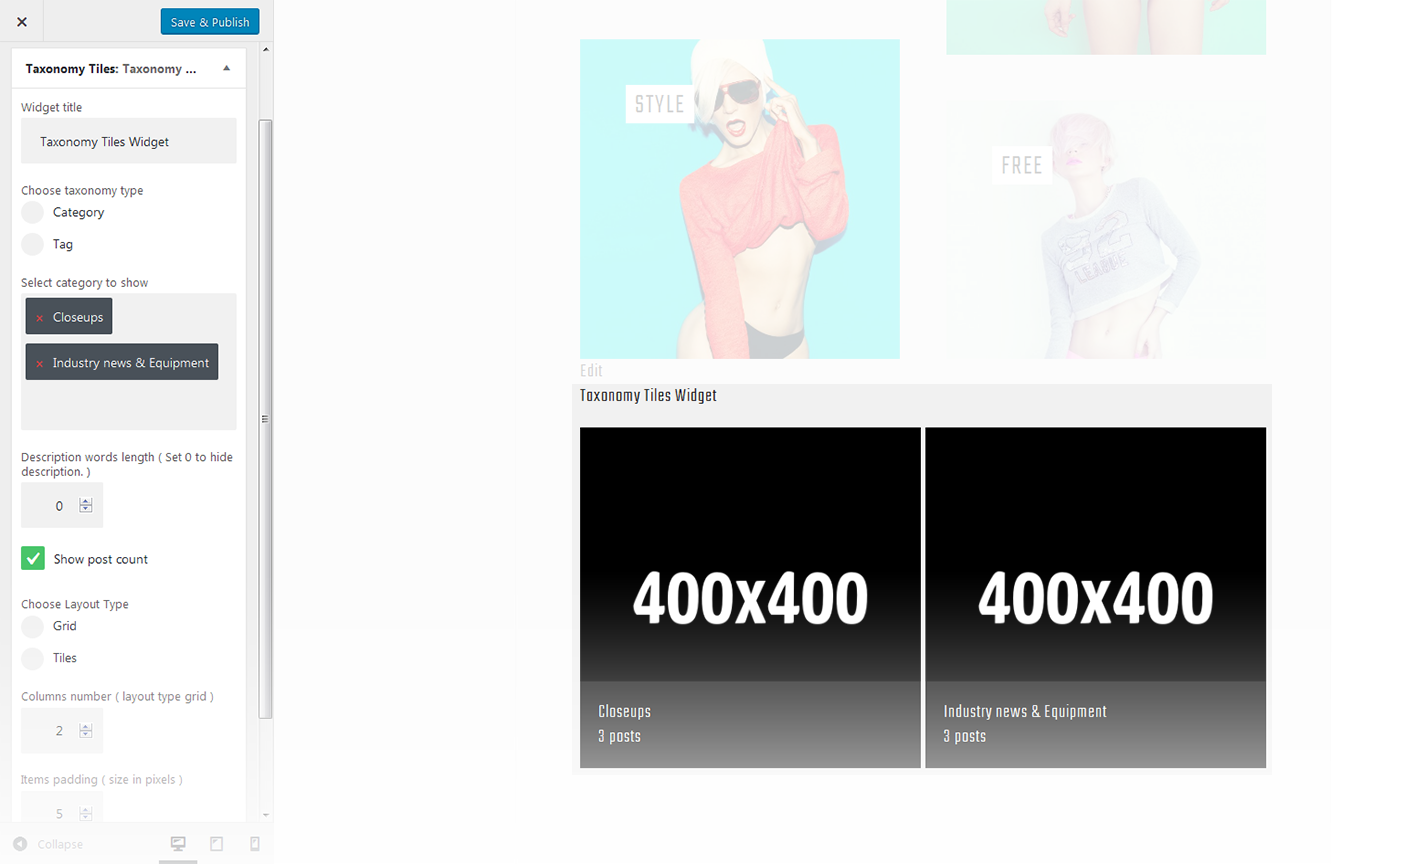 Save & Publish
Taxonomy Tiles: Taxonomy ...
Widget title
Taxonomy Tiles Widget
Choose taxonomy type
Category
Tag
Select category to show
× Closeups
× Industry news & Equipment
Description words length ( Set 0 to hide
description. )
0
Show post count
Choose Layout Type
Grid
Tiles
Columns number ( layout type grid )
2
Items padding ( size in pixels )
5
Collapse
STYLE
FREE
92
Edit
Taxonomy Tiles Widget
400x400
Closeups
3 posts
400x400
Industry news & Equipment
3 posts